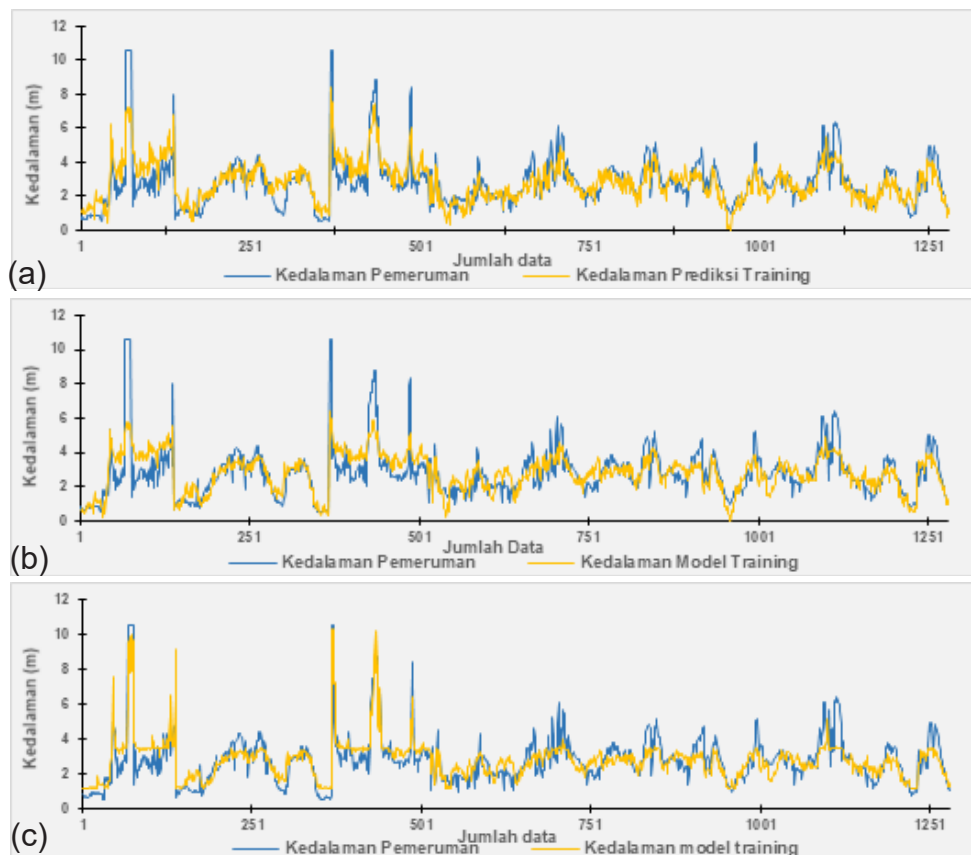 12
10
8
6
4
2
0
Kedalaman (m)
1 251 501 751 1001 1251
Jumlah data
Kedalaman Pemeruman Kedalaman Prediksi Training
(a)
12
10
8
6
4
2
0
Kedalaman (m)
1 251 501 751 1001 1251
Jumlah Data
Kedalaman Pemeruman Kedalaman Model Training
(b)
12
10
8
6
4
2
0
Kedalaman (m)
1 251 501 751 1001 1251
Jumlah data
Kedalaman Pemeruman Kedalaman model training
(c)